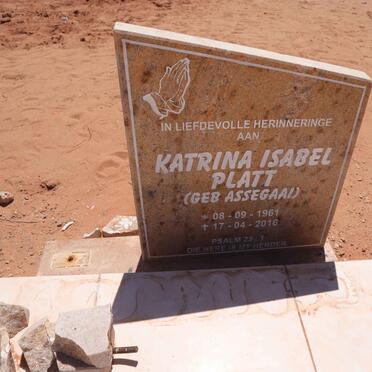 IN LIEFDEVOLLE HERINNERINGE
AAN
KATRINA ISABEL
PLATT
(GEB ASSEGAAI)
08 - 09 - 1961
✝ 17 - 04 - 2016
PSALM 23 : 1
DIE HERE IS MY HERDER